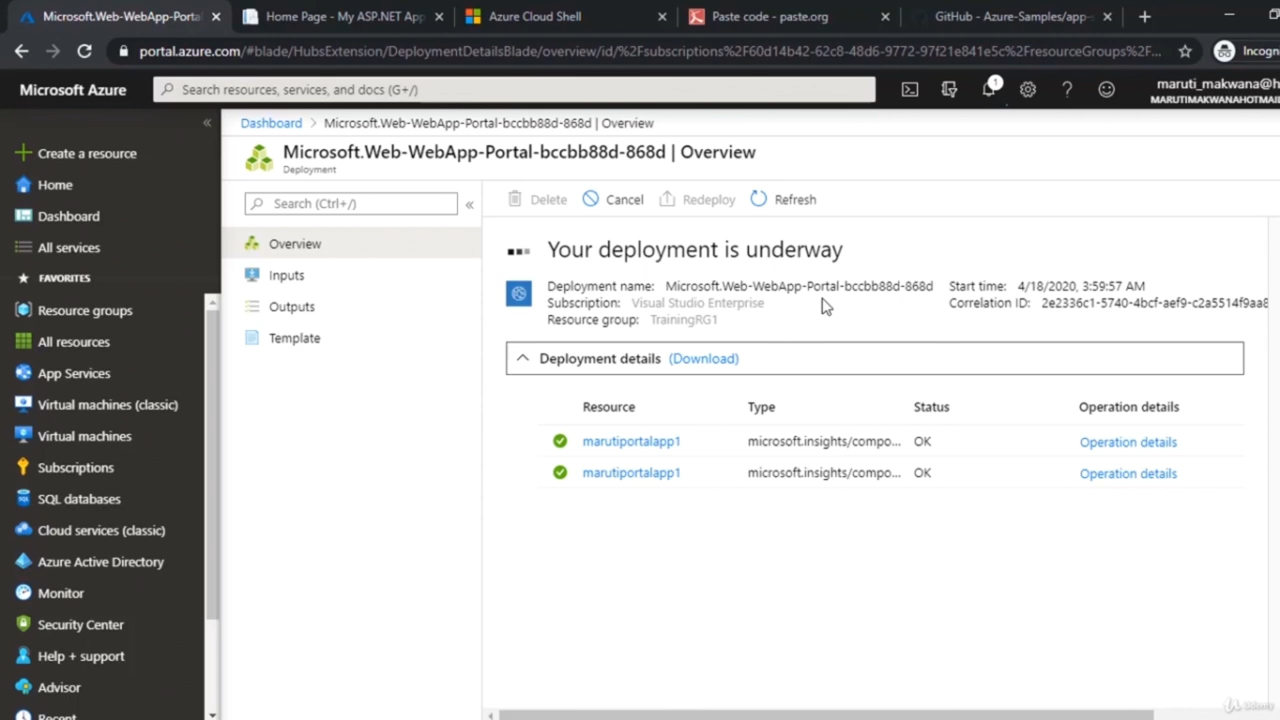 Microsoft.Web-WebApp-Portal
Home Page - My ASP.NET App
Azure Cloud Shell
Paste code - paste.org
GitHub - Azure-Samples/app-
portal.azure.com/#blade/HubsExtension/DeploymentDetailsBlade/overview/id/%2Fsubscriptions%2F60d14b42-62c8-48d6-9772-97f21e841e5c%2FresourceGroups%2F...
Incogn
Microsoft Azure
Search resources, services, and docs (G+/)
1
maruti_makwana@h
MARUTIMAKWANAHOTMAIL
Dashboard > Microsoft.Web-WebApp-Portal-bccbb88d-868d | Overview
Microsoft.Web-WebApp-Portal-bccbb88d-868d | Overview
Deployment
Create a resource
Home
Dashboard
All services
FAVORITES
Resource groups
All resources
App Services
Virtual machines (classic)
Virtual machines
Subscriptions
SQL databases
Cloud services (classic)
Azure Active Directory
Monitor
Security Center
Help + support
Advisor
Recent
Search (Ctrl+/)
Overview
Inputs
Outputs
Template
Delete
Cancel
Redeploy
Refresh
Your deployment is underway
Deployment name: Microsoft.Web-WebApp-Portal-bccbb88d-868d
Subscription: Visual Studio Enterprise
Resource group: TrainingRG1
Start time: 4/18/2020, 3:59:57 AM
Correlation ID: 2e2336c1-5740-4bcf-aef9-c2a5514f9aa8
Deployment details (Download)
Resource Type Status Operation details
marutiportalapp1 microsoft.insights/compo... OK Operation details
marutiportalapp1 microsoft.insights/compo... OK Operation details
Udemy